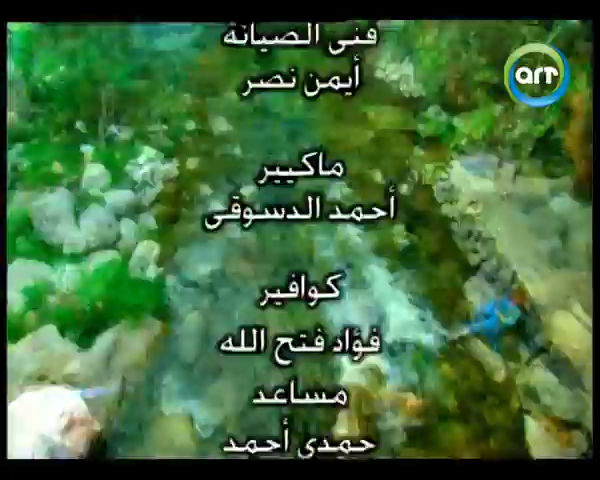 فنى الصيانة
أيمن نصر
art
ماكيير
أحمد الدسوقى
كوافير
فؤاد فتح الله
مساعد
حمدى أحمد